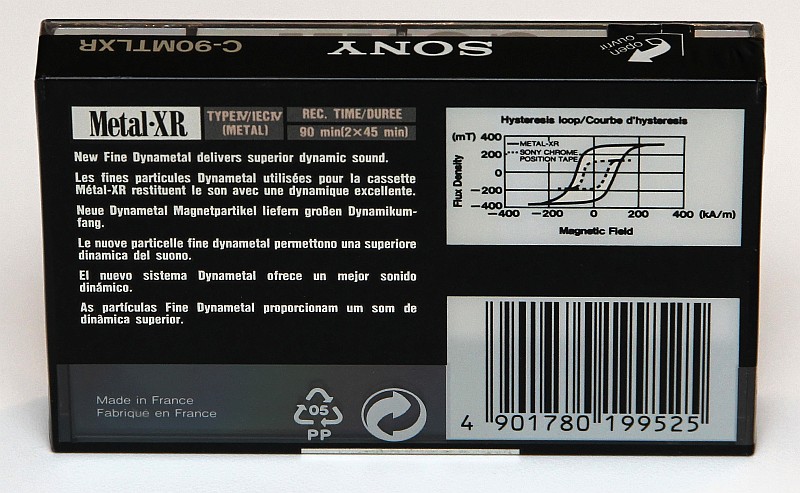 C-90MTLXR
SONY
open
ouvrir
Metal-XR
TYPEⅣ/IECⅣ
(METAL)
REC. TIME/DUREE
90 min(2×45 min)
New Fine Dynametal delivers superior dynamic sound.
Les fines particules Dynametal utilisées pour la cassette
Métal-XR restituent le son avec une dynamique excellente.
Neue Dynametal Magnetpartikel liefern großen Dynamikum-
fang.
Le nuove particelle fine dynametal permettono una superiore
dinamica del suono.
El nuevo sistema Dynametal ofrece un mejor sonido
dinámico.
As partículas Fine Dynametal proporcionam um som de
dinâmica superior.
Hysteresis loop/Courbe d'hysteresis
(mT) 400
200
0
−200
−400
Flux Density
METAL-XR
SONY CHROME
POSITION TAPE
−400 −200 0 200 400 (kA/m)
Magnetic Field
Made in France
Fabriqué en France
05
PP
4 901780 199525